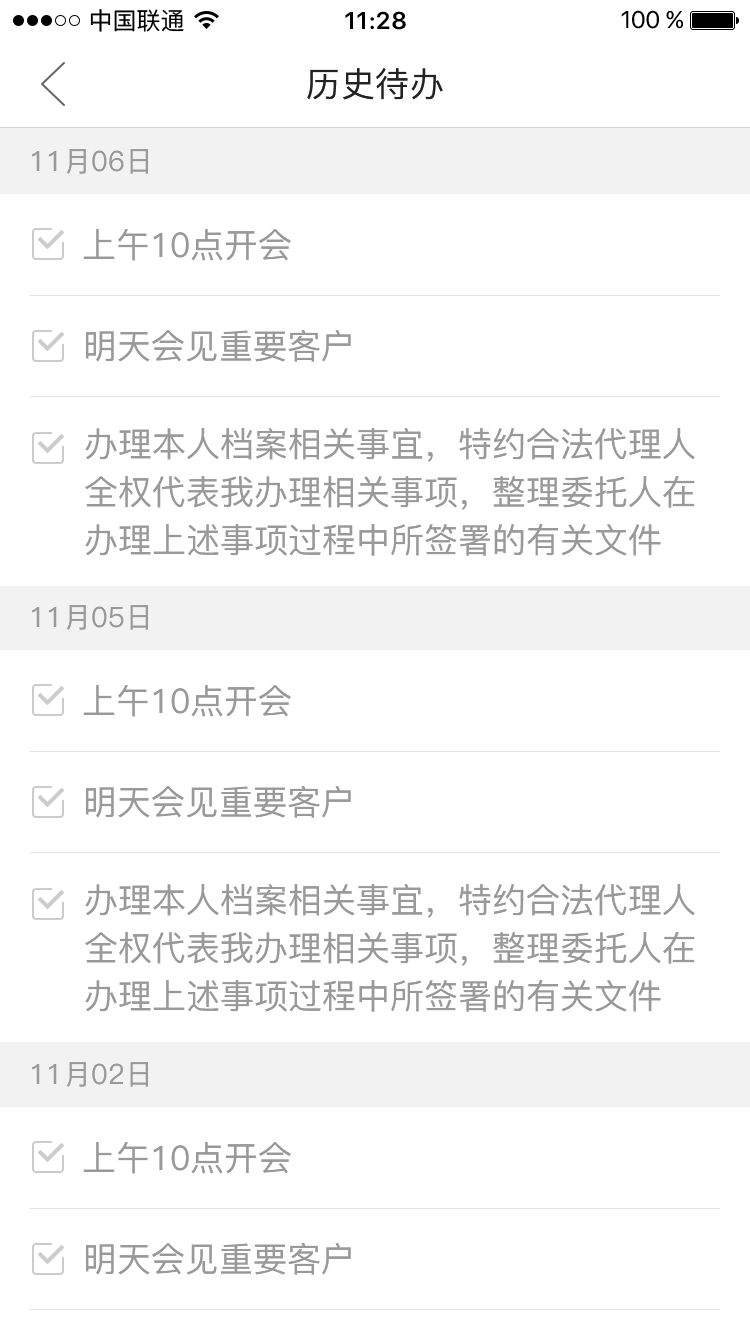 中国联通 11:28 100 %
历史待办
11月06日
上午10点开会
明天会见重要客户
办理本人档案相关事宜，特约合法代理人
全权代表我办理相关事项，整理委托人在
办理上述事项过程中所签署的有关文件
11月05日
上午10点开会
明天会见重要客户
办理本人档案相关事宜，特约合法代理人
全权代表我办理相关事项，整理委托人在
办理上述事项过程中所签署的有关文件
11月02日
上午10点开会
明天会见重要客户